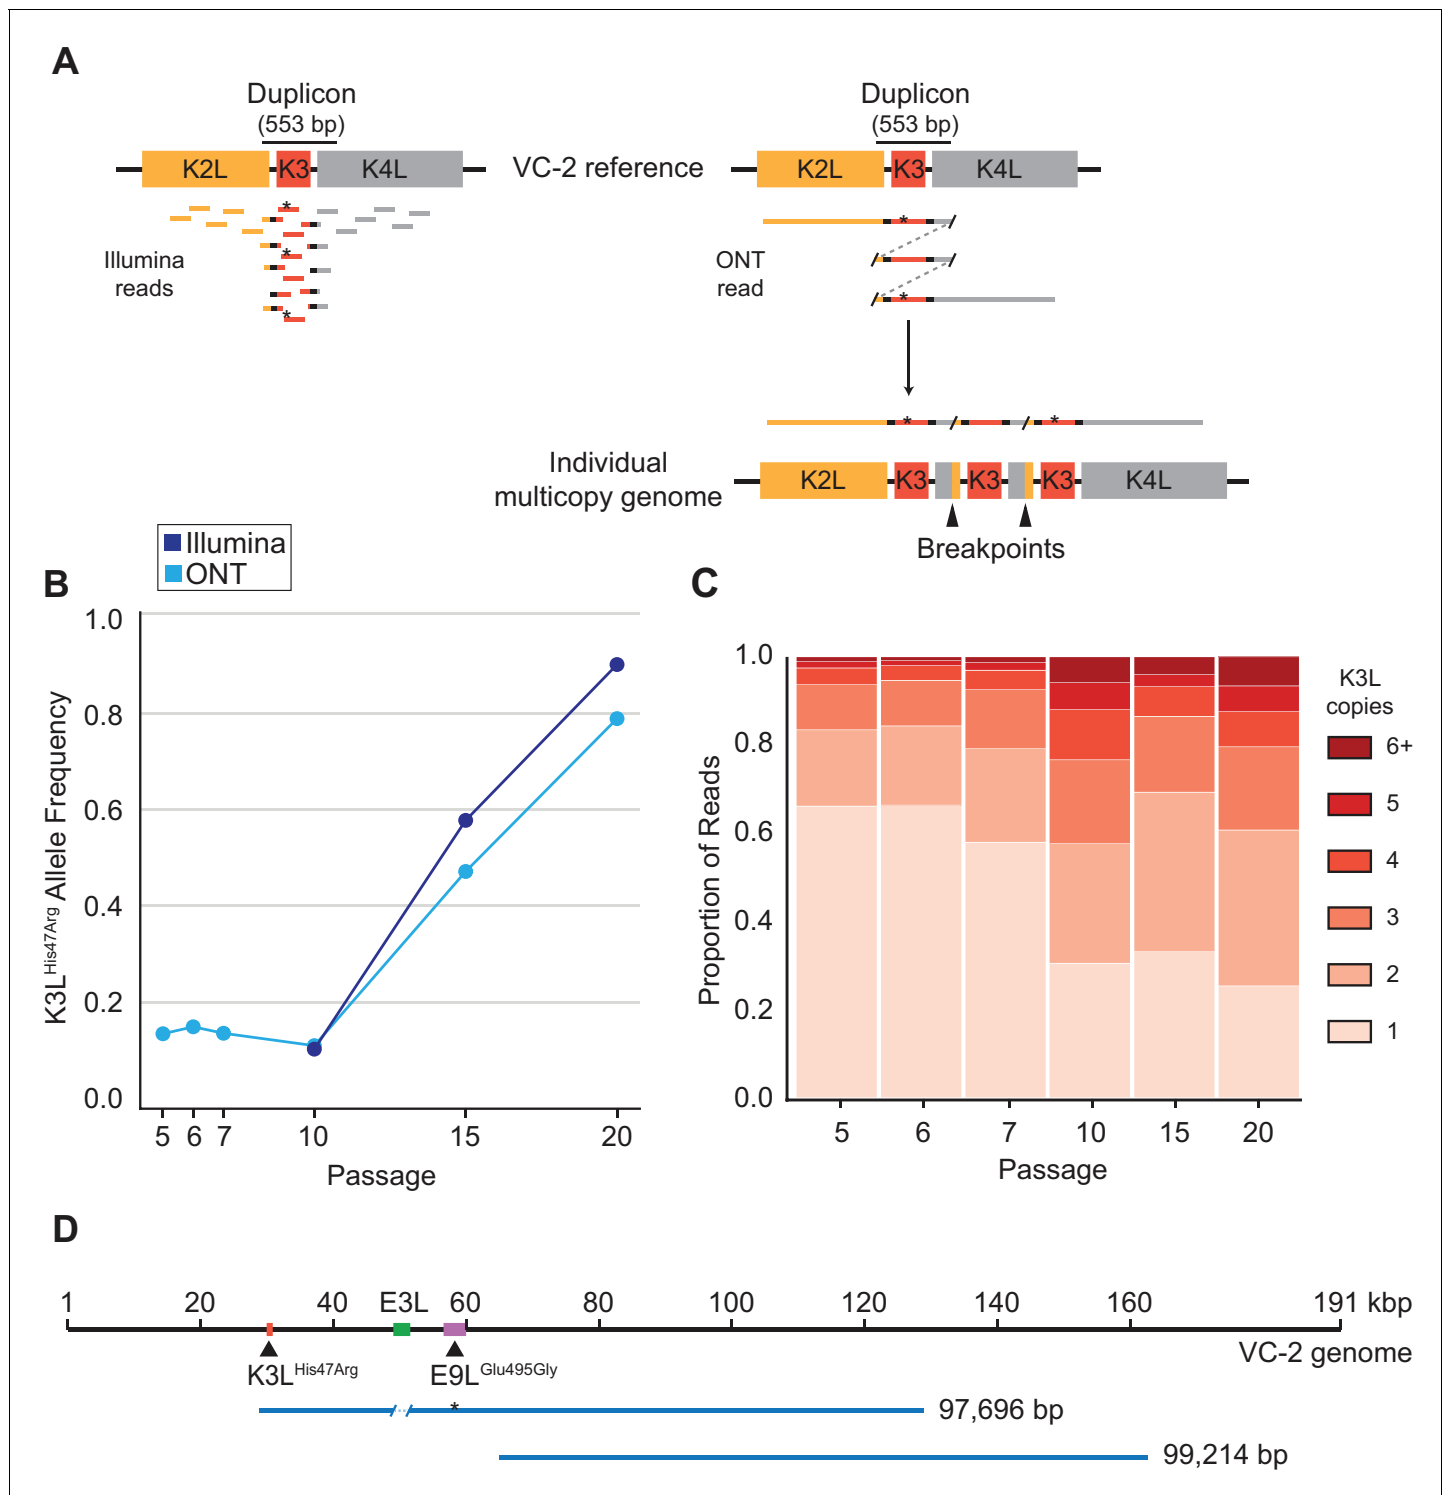 A
Duplicon
(553 bp)
K2L K3 K4L
VC-2 reference
Duplicon
(553 bp)
K2L K3 K4L
*
*
*
Illumina
reads
ONT
read
*
*
* *
Individual
multicopy genome
K2L K3 K3 K3 K4L
Breakpoints
B
Illumina
ONT
K3L^His47Arg Allele Frequency
1.0
0.8
0.6
0.4
0.2
0.0
5 6 7 10 15 20
Passage
C
Proportion of Reads
1.0
0.8
0.6
0.4
0.2
0.0
5 6 7 10 15 20
Passage
K3L
copies
6+
5
4
3
2
1
D
1 20 40 E3L 60 80 100 120 140 160 191 kbp
VC-2 genome
K3L^His47Arg E9L^Glu495Gly
*
97,696 bp
99,214 bp